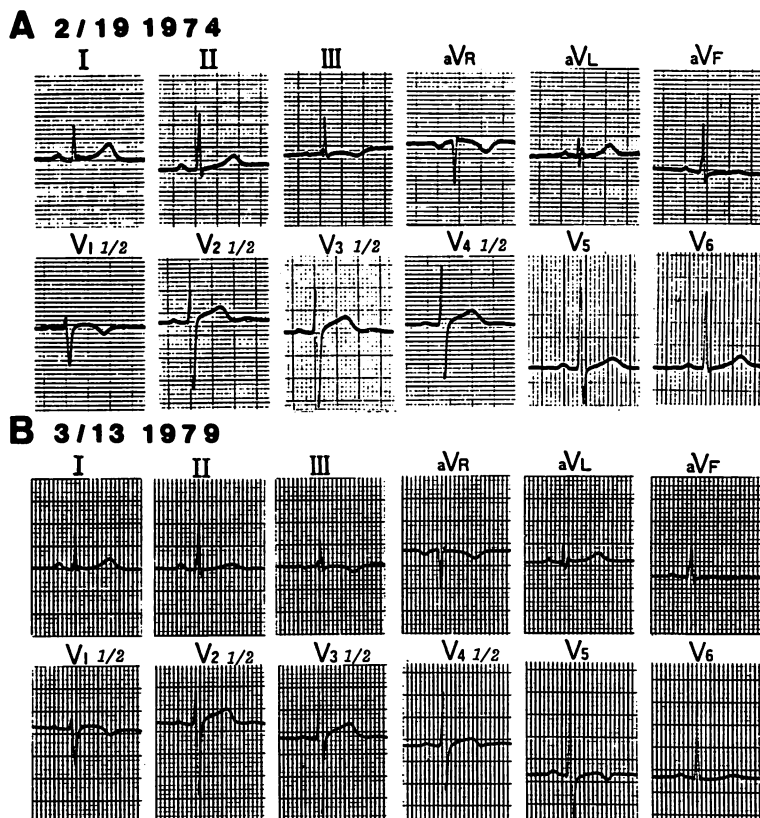 A 2/19 1974
I II III aVR aVL aVF
V1 1/2 V2 1/2 V3 1/2 V4 1/2 V5 V6
B 3/13 1979
I II III aVR aVL aVF
V1 1/2 V2 1/2 V3 1/2 V4 1/2 V5 V6